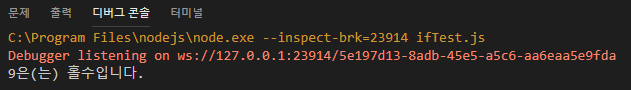 문제 출력 디버그 콘솔 터미널
C:\Program Files\nodejs\node.exe --inspect-brk=23914 ifTest.js
Debugger listening on ws://127.0.0.1:23914/5e197d13-8adb-45e5-a5c6-aa6eaa5e9fda
9은(는) 홀수입니다.